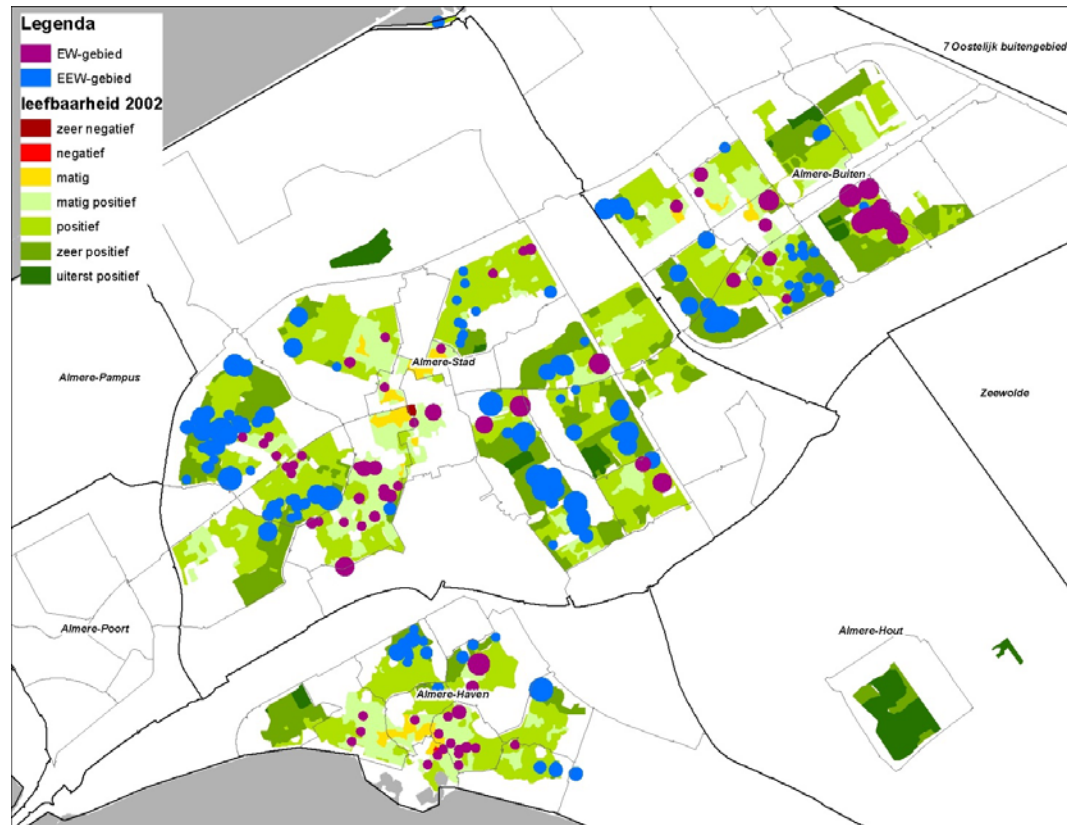 Legenda
EW-gebied
EEW-gebied
leefbaarheid 2002
zeer negatief
negatief
matig
matig positief
positief
zeer positief
uiterst positief
7 Oostelijk buitengebied
Almere-Buiten
Almere-Stad
Almere-Pampus
Zeewolde
Almere-Poort
Almere-Hout
Almere-Haven